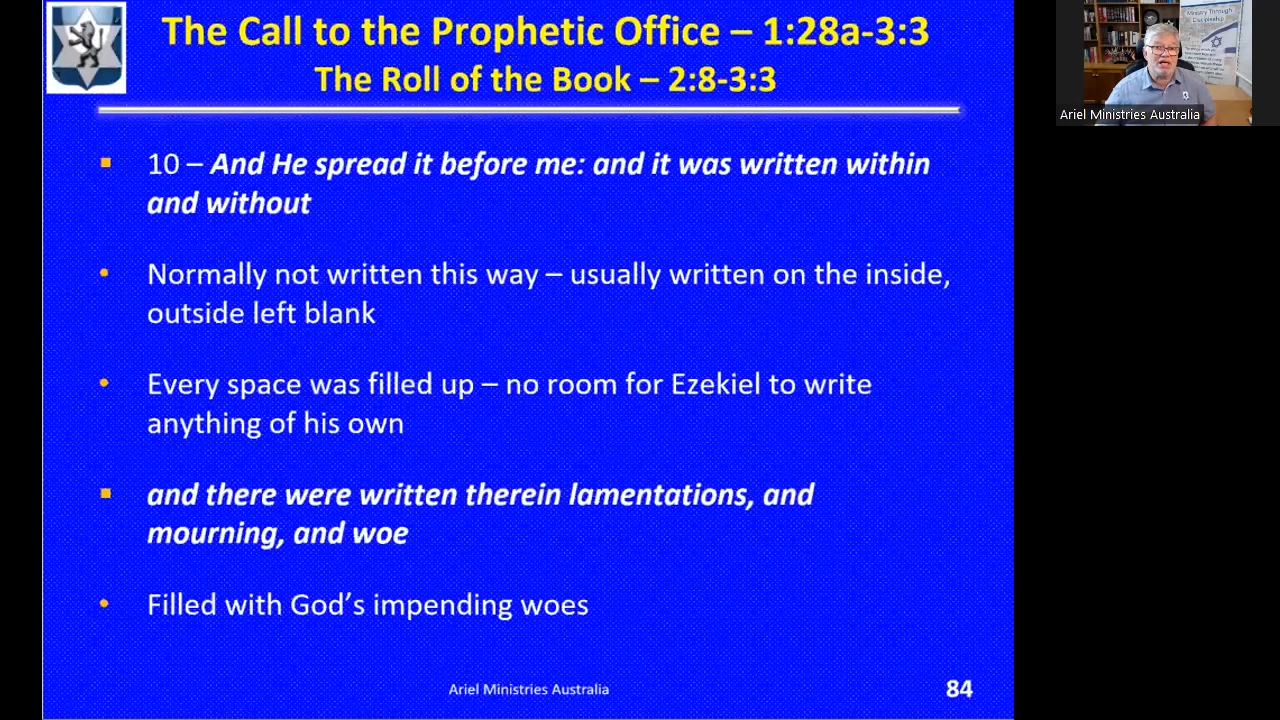 The Call to the Prophetic Office – 1:28a-3:3
The Roll of the Book – 2:8-3:3
10 – And He spread it before me: and it was written within
and without
Normally not written this way – usually written on the inside,
outside left blank
Every space was filled up – no room for Ezekiel to write
anything of his own
and there were written therein lamentations, and
mourning, and woe
Filled with God’s impending woes
Ariel Ministries Australia
84
Ministry Through
Discipleship
Ariel Ministries Australia